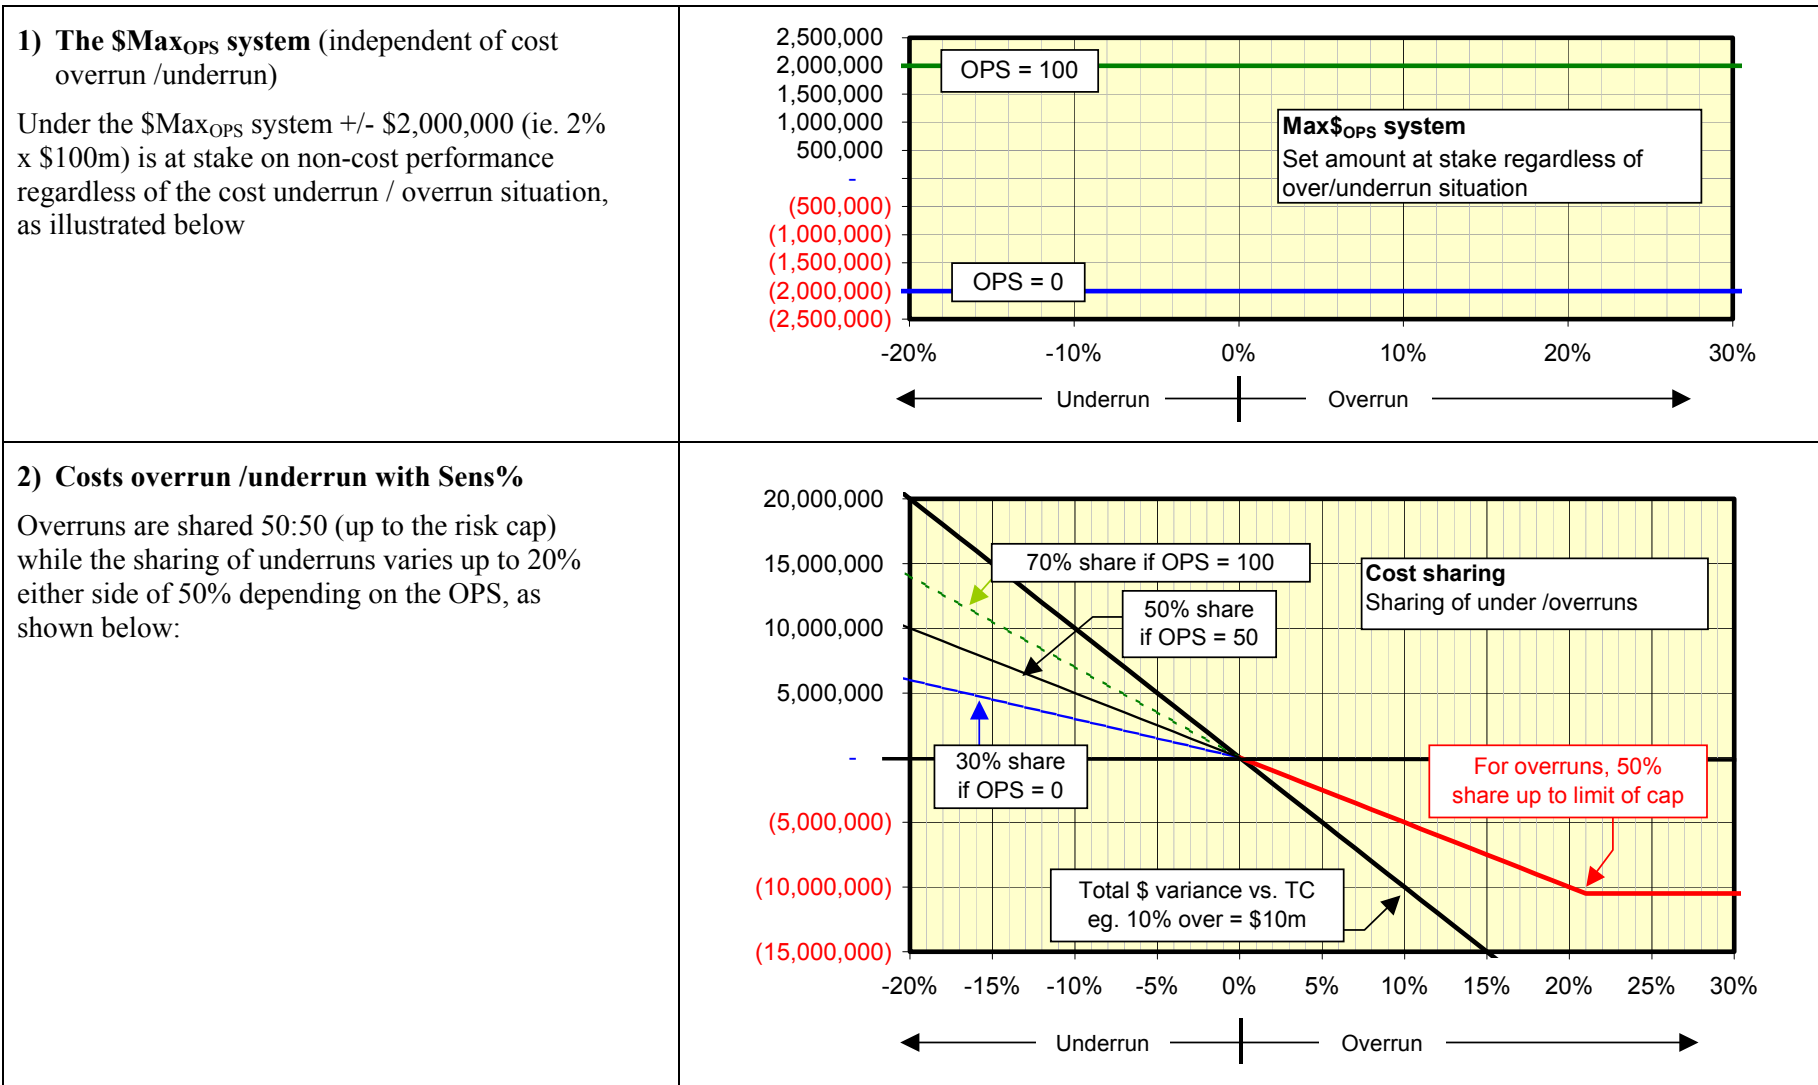 1) The $MaxOPS system (independent of cost
overrun /underrun)
Under the $MaxOPS system +/- $2,000,000 (ie. 2%
x $100m) is at stake on non-cost performance
regardless of the cost underrun / overrun situation,
as illustrated below
2,500,000
2,000,000
1,500,000
1,000,000
500,000
-
(500,000)
(1,000,000)
(1,500,000)
(2,000,000)
(2,500,000)
OPS = 100
Max$OPS system
Set amount at stake regardless of
over/underrun situation
OPS = 0
-20% -10% 0% 10% 20% 30%
Underrun Overrun
2) Costs overrun /underrun with Sens%
Overruns are shared 50:50 (up to the risk cap)
while the sharing of underruns varies up to 20%
either side of 50% depending on the OPS, as
shown below:
20,000,000
15,000,000
10,000,000
5,000,000
-
(5,000,000)
(10,000,000)
(15,000,000)
70% share if OPS = 100
50% share
if OPS = 50
Cost sharing
Sharing of under /overruns
30% share
if OPS = 0
For overruns, 50%
share up to limit of cap
Total $ variance vs. TC
eg. 10% over = $10m
-20% -15% -10% -5% 0% 5% 10% 15% 20% 25% 30%
Underrun Overrun